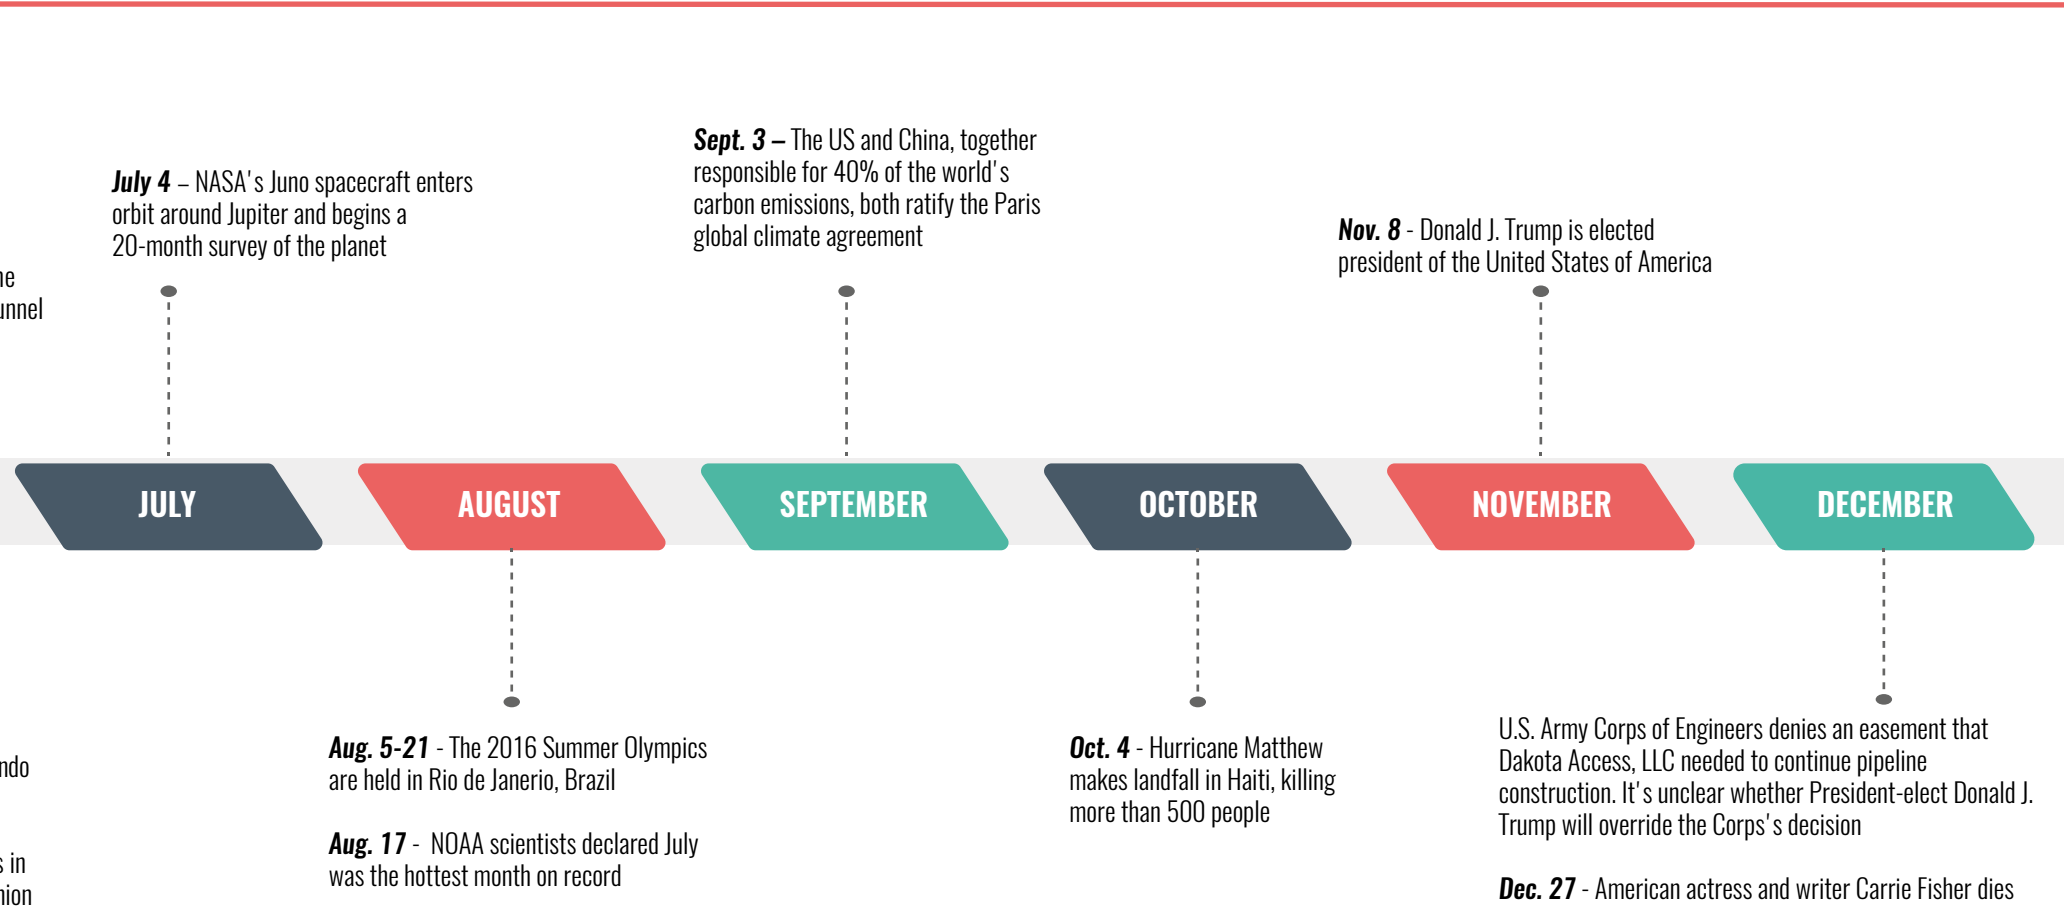 July 4 – NASA's Juno spacecraft enters
orbit around Jupiter and begins a
20-month survey of the planet
Sept. 3 – The US and China, together
responsible for 40% of the world's
carbon emissions, both ratify the Paris
global climate agreement
Nov. 8 - Donald J. Trump is elected
president of the United States of America
JULY
AUGUST
SEPTEMBER
OCTOBER
NOVEMBER
DECEMBER
Aug. 5-21 - The 2016 Summer Olympics
are held in Rio de Janerio, Brazil
Aug. 17 - NOAA scientists declared July
was the hottest month on record
Oct. 4 - Hurricane Matthew
makes landfall in Haiti, killing
more than 500 people
U.S. Army Corps of Engineers denies an easement that
Dakota Access, LLC needed to continue pipeline
construction. It's unclear whether President-elect Donald J.
Trump will override the Corps's decision
Dec. 27 - American actress and writer Carrie Fisher dies
in